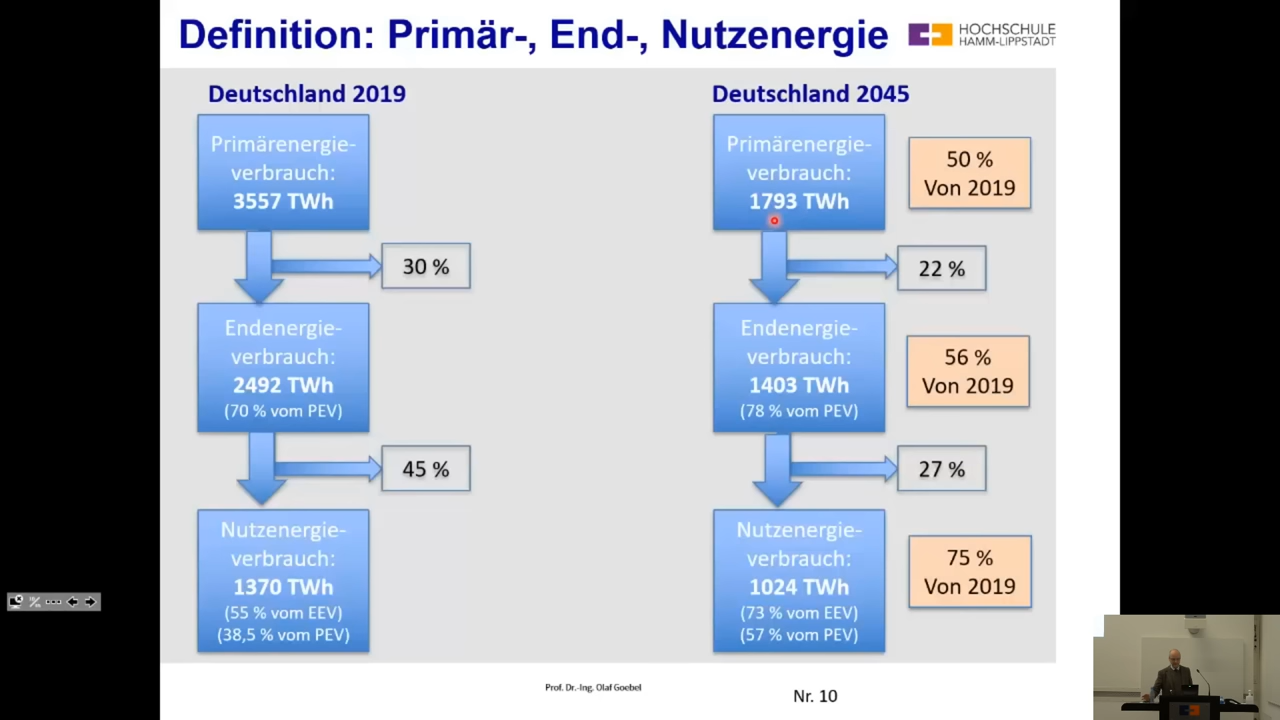 Definition: Primär-, End-, Nutzenergie
HOCHSCHULE
HAMM-LIPPSTADT
Deutschland 2019
Primärenergie-
verbrauch:
3557 TWh
30 %
Endenergie-
verbrauch:
2492 TWh
(70 % vom PEV)
45 %
Nutzenergie-
verbrauch:
1370 TWh
(55 % vom EEV)
(38,5 % vom PEV)
Deutschland 2045
Primärenergie-
verbrauch:
1793 TWh
50 %
Von 2019
22 %
Endenergie-
verbrauch:
1403 TWh
(78 % vom PEV)
56 %
Von 2019
27 %
Nutzenergie-
verbrauch:
1024 TWh
(73 % vom EEV)
(57 % vom PEV)
75 %
Von 2019
Prof. Dr.-Ing. Olaf Goebel
Nr. 10